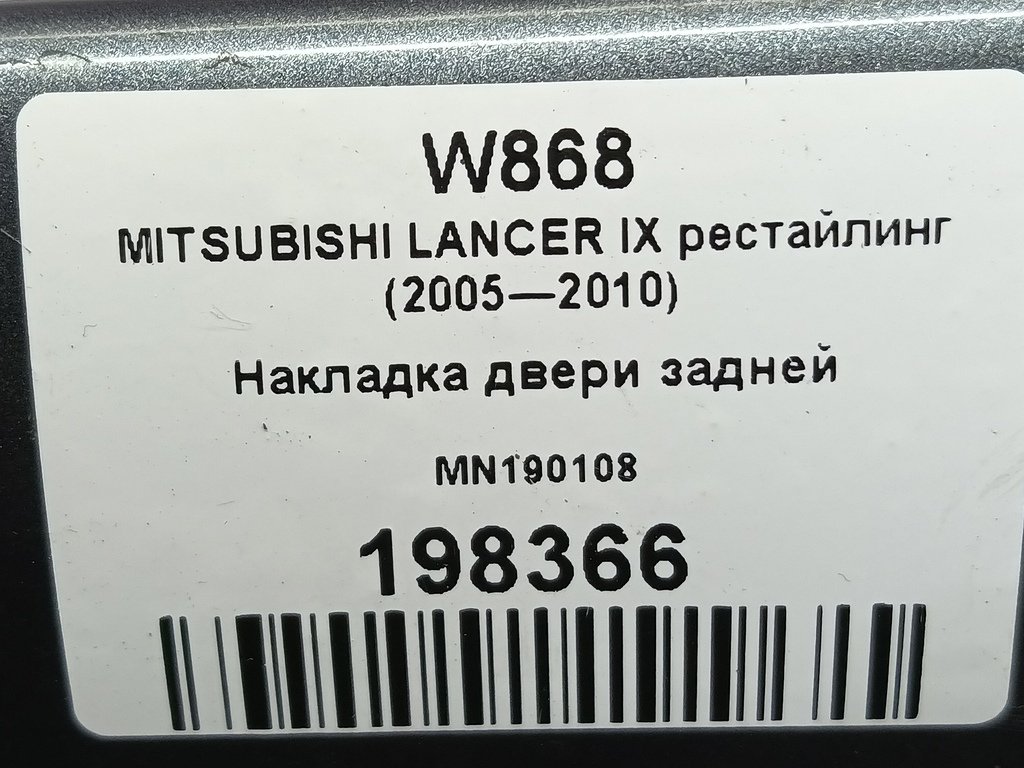 W868
MITSUBISHI LANCER IX рестайлинг
(2005—2010)
Накладка двери задней
MN190108
198366